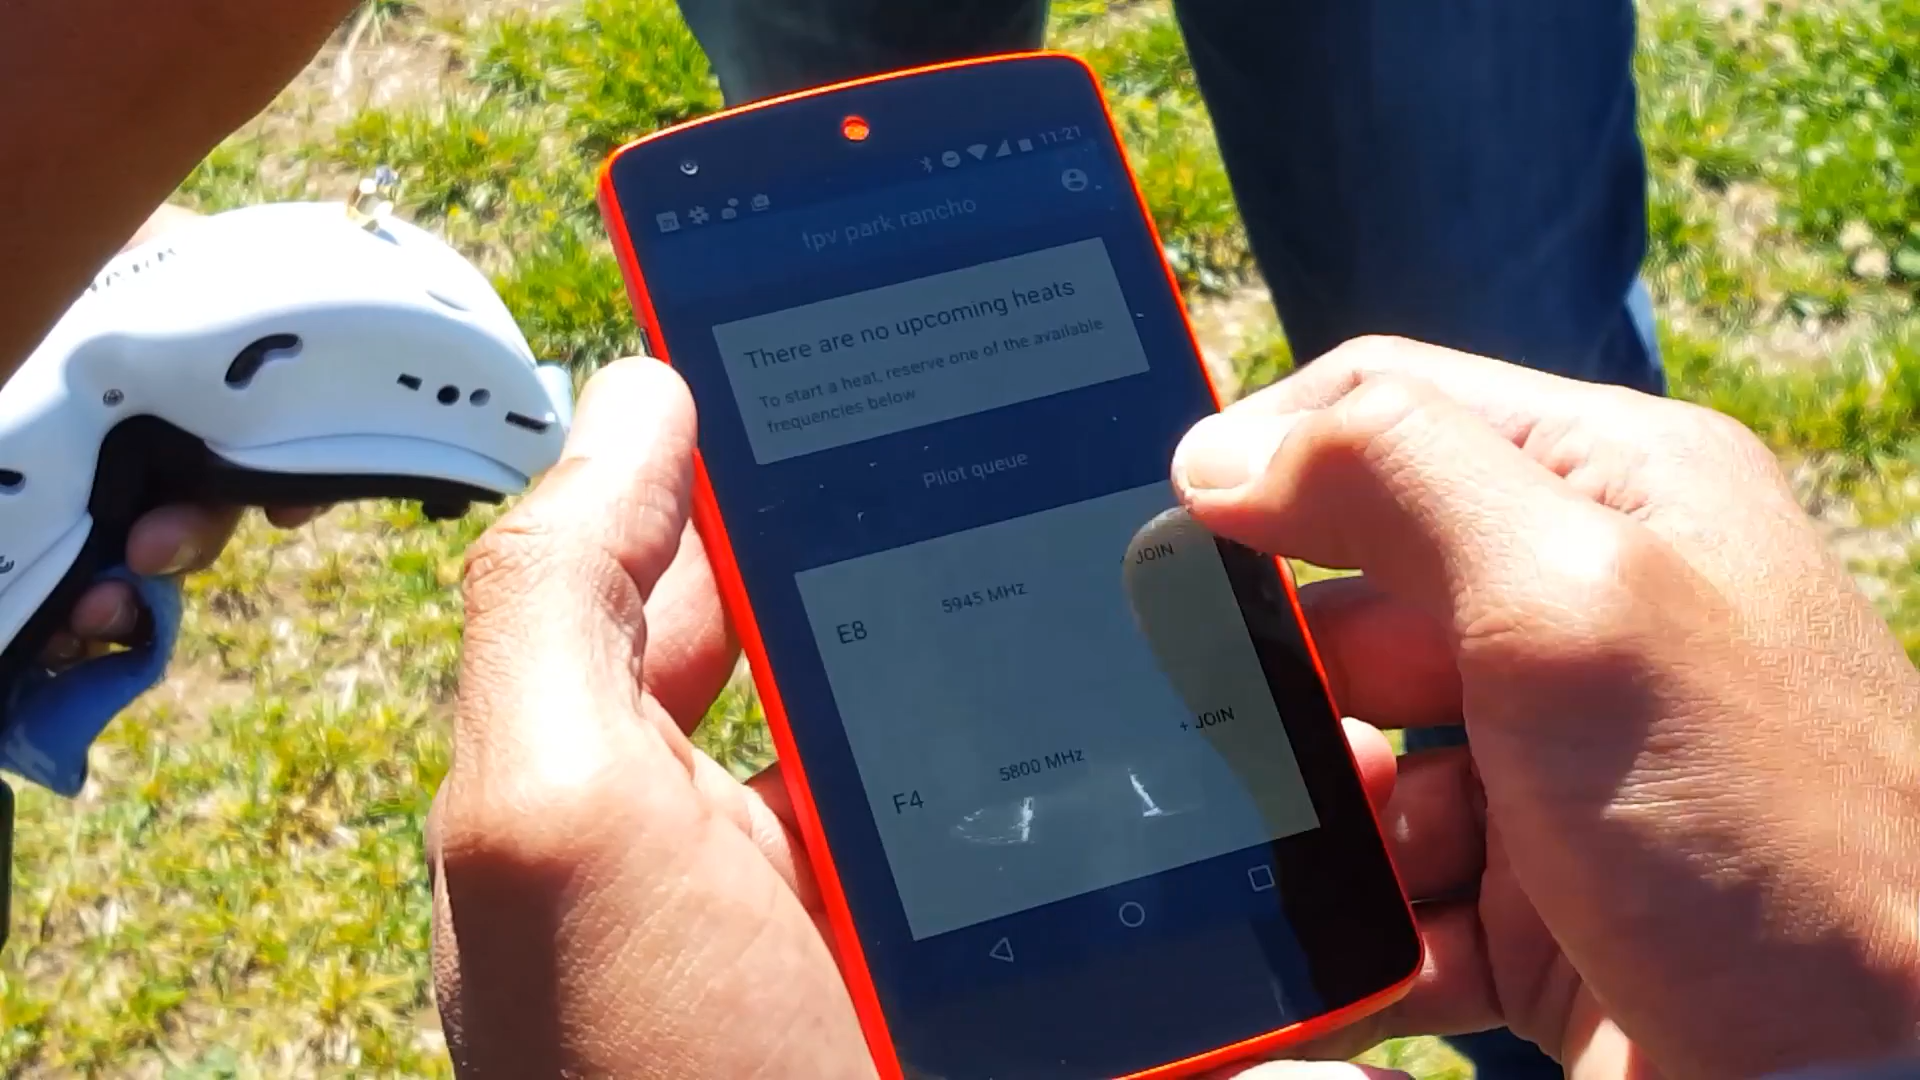 11:21
fpv park rancho
There are no upcoming heats
To start a heat, reserve one of the available
frequencies below
Pilot queue
E8 5945 MHz JOIN
F4 5800 MHz + JOIN